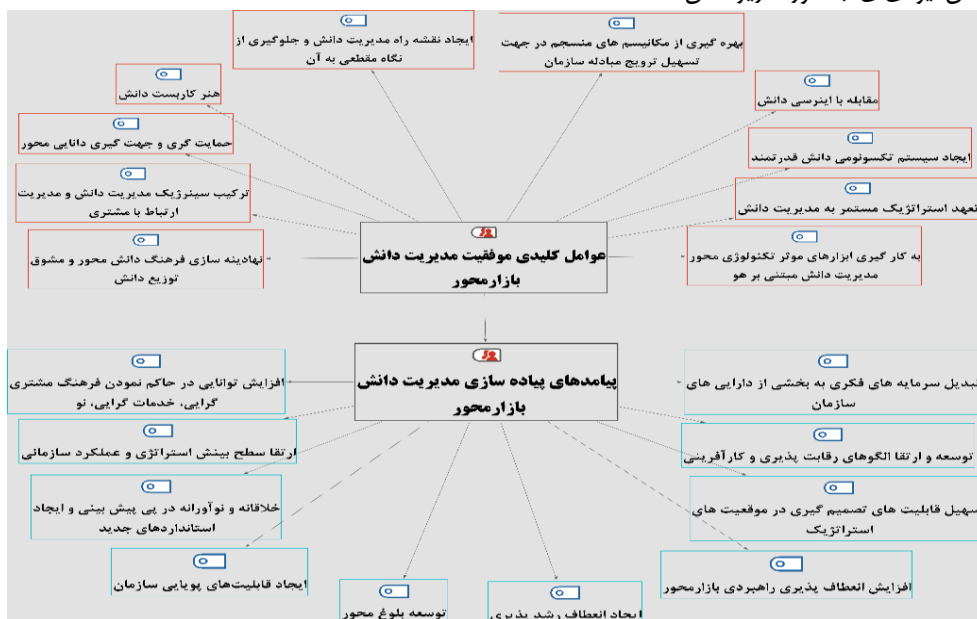 ایجاد نقشه راه مدیریت دانش و جلوگیری از
نگاه مقطعی به آن
بهره گیری از مکانیسم های منسجم در جهت
تسهیل ترویج مبادله سازمان
هنر کاربست دانش
مقابله با اینرسی دانش
حمایت گری و جهت گیری دانایی محور
ایجاد سیستم تکسونومی دانش قدرتمند
ترکیب سینرژیک مدیریت دانش و مدیریت
ارتباط با مشتری
تعهد استراتژیک مستمر به مدیریت دانش
نهادینه سازی فرهنگ دانش محور و مشوق
توزیع دانش
عوامل کلیدی موفقیت مدیریت دانش
بازارمحور
به کار گیری ابزارهای موثر تکنولوژی محور
مدیریت دانش مبتنی بر هو
پیامدهای پیاده سازی مدیریت دانش
بازارمحور
افزایش توانایی در حاکم نمودن فرهنگ مشتری
گرایی، خدمات گرایی، نو
تبدیل سرمایه های فکری به بخشی از دارایی های
سازمان
ارتقا سطح بینش استراتژی و عملکرد سازمانی
توسعه و ارتقا الگوهای رقابت پذیری و کارآفرینی
خلاقانه و نوآورانه در پی پیش بینی و ایجاد
استانداردهای جدید
سهیل قابلیت های تصمیم گیری در موقعیت های
استراتژیک
ایجاد قابلیت‌های پویایی سازمان
افزایش انعطاف پذیری راهبردی بازارمحور
توسعه بلوغ محور
ایجاد انعطاف رشد پذیری